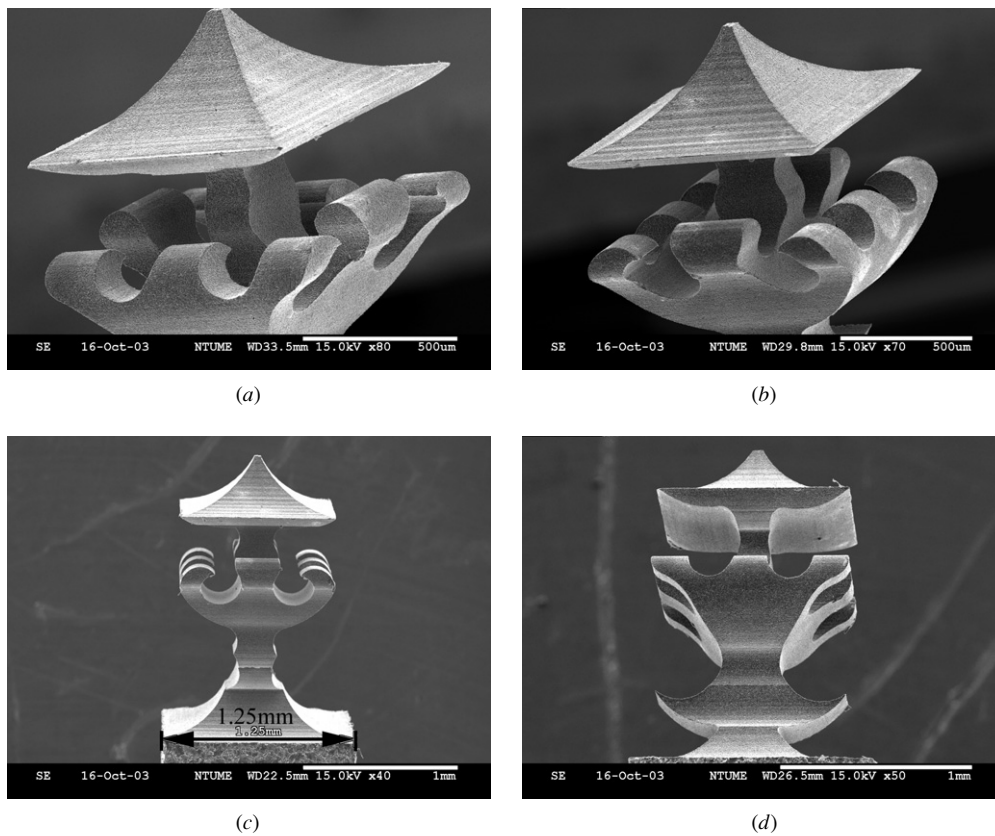 SE 16-Oct-03 NTUME WD33.5mm 15.0kV x80 500um
SE 16-Oct-03 NTUME WD29.8mm 15.0kV x70 500um
(a)
(b)
1.25mm
1.25mm
SE 16-Oct-03 NTUME WD22.5mm 15.0kV x40 1mm
SE 16-Oct-03 NTUME WD26.5mm 15.0kV x50 1mm
(c)
(d)